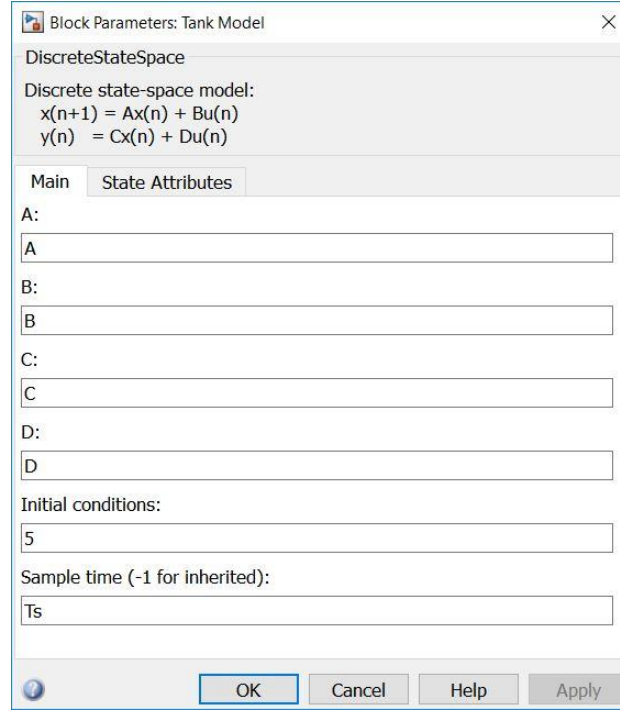 Block Parameters: Tank Model
DiscreteStateSpace
Discrete state-space model:
x(n+1) = Ax(n) + Bu(n)
y(n) = Cx(n) + Du(n)
Main State Attributes
A:
A
B:
B
C:
C
D:
D
Initial conditions:
5
Sample time (-1 for inherited):
Ts
OK Cancel Help Apply